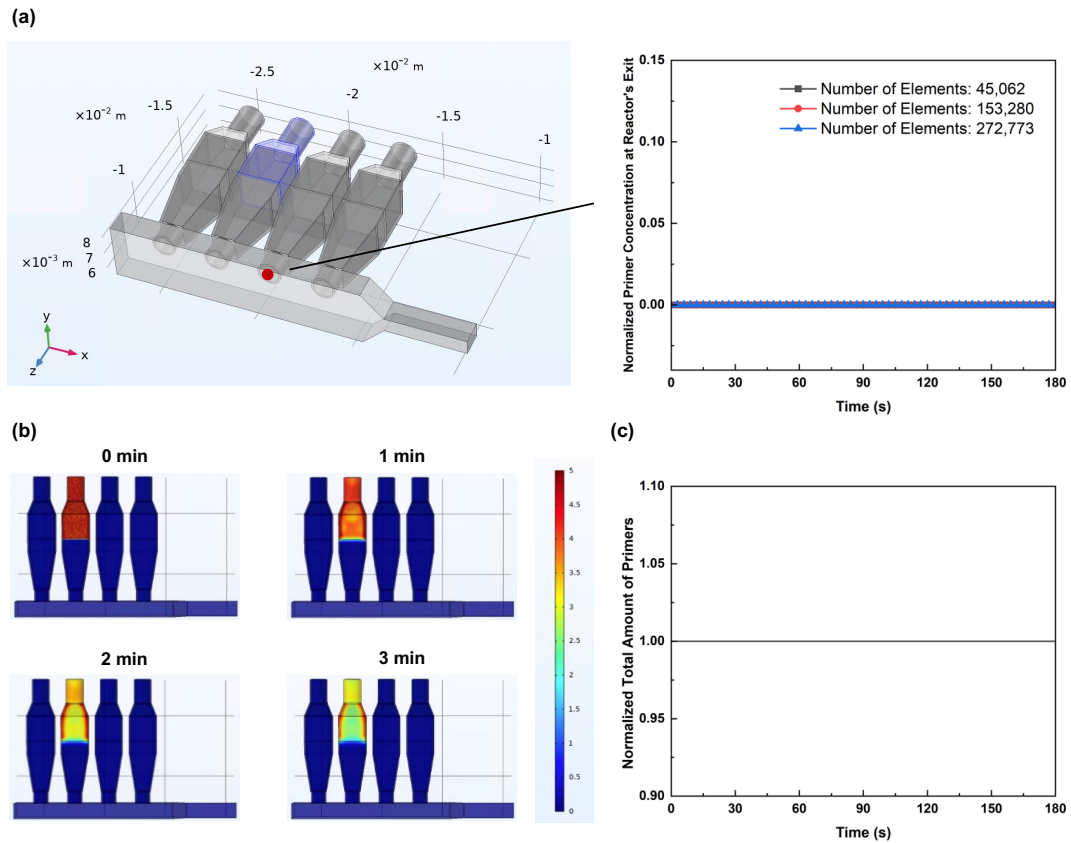 (a)
×10⁻² m
-2.5
-2
-1.5
-1
×10⁻² m
-1.5
-1
8
7
6
×10⁻³ m
y
x
z
Normalized Primer Concentration at Reactor's Exit
0.15
0.10
0.05
0.00
Number of Elements: 45,062
Number of Elements: 153,280
Number of Elements: 272,773
0 30 60 90 120 150 180
Time (s)
(b)
0 min
1 min
2 min
3 min
5
4.5
4
3.5
3
2.5
2
1.5
1
0.5
0
(c)
Normalized Total Amount of Primers
1.10
1.05
1.00
0.95
0.90
0 30 60 90 120 150 180
Time (s)